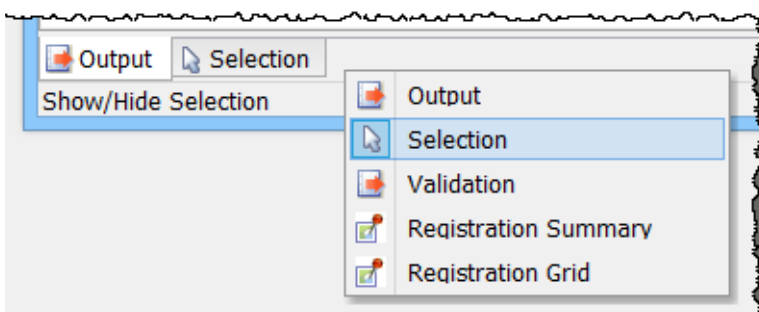 Output Selection
Show/Hide Selection
Output
Selection
Validation
Registration Summary
Registration Grid